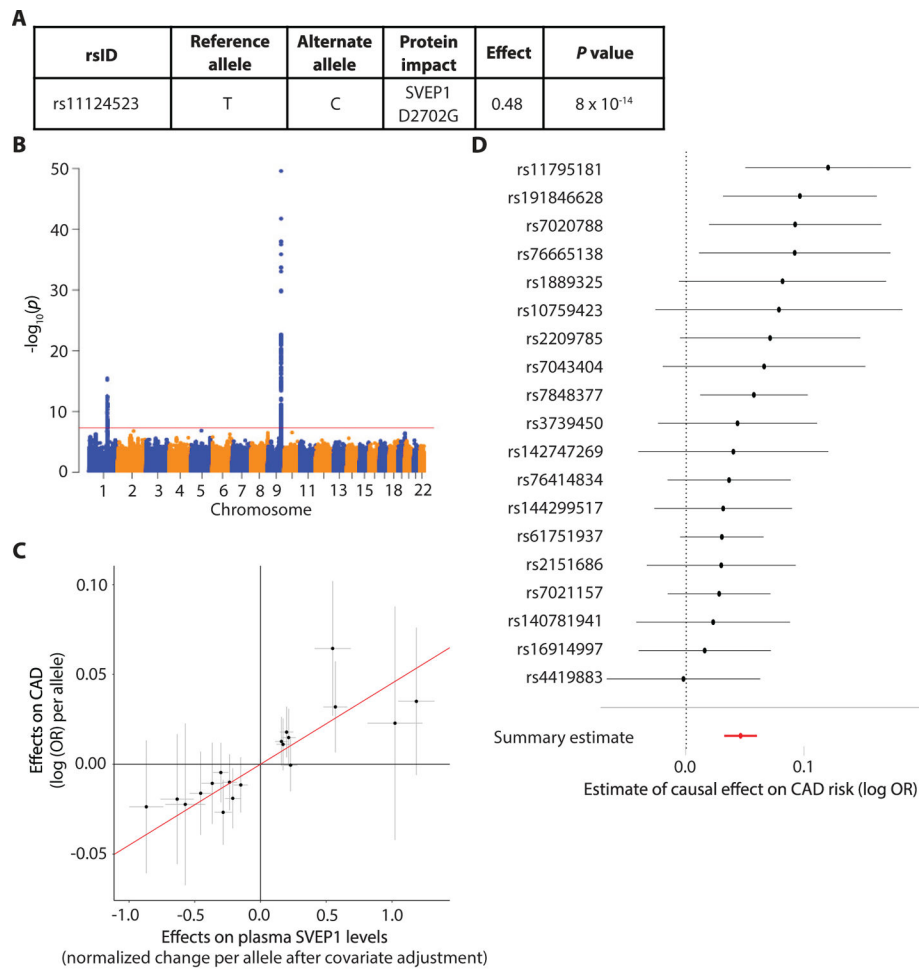 A
rsID Reference allele Alternate allele Protein impact Effect P value
rs11124523 T C SVEP1 D2702G 0.48 8 x 10⁻¹⁴
B
50
40
30
20
10
0
-log₁₀(p)
1 2 3 4 5 6 7 8 9 11 13 15 18 22
Chromosome
C
0.10
0.05
0.00
-0.05
Effects on CAD
(log (OR) per allele)
-1.0 -0.5 0.0 0.5 1.0
Effects on plasma SVEP1 levels
(normalized change per allele after covariate adjustment)
D
rs11795181
rs191846628
rs7020788
rs76665138
rs1889325
rs10759423
rs2209785
rs7043404
rs7848377
rs3739450
rs142747269
rs76414834
rs144299517
rs61751937
rs2151686
rs7021157
rs140781941
rs16914997
rs4419883
Summary estimate
0.0 0.1
Estimate of causal effect on CAD risk (log OR)